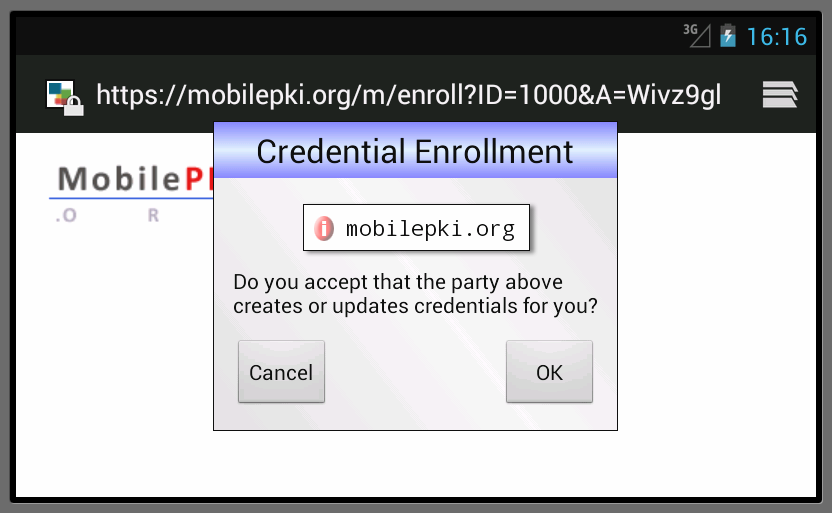 3G 16:16
https://mobilepki.org/m/enroll?ID=1000&A=Wivz9gl
Credential Enrollment
MobileP
.O R
i mobilepki.org
Do you accept that the party above
creates or updates credentials for you?
Cancel OK